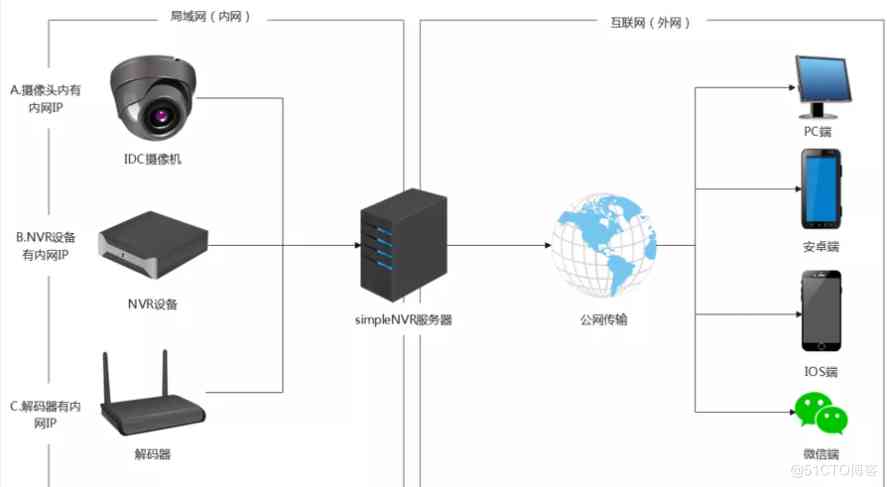 局域网（内网）
互联网（外网）
A.摄像头内有
内网IP
IDC摄像机
PC端
B.NVR设备
有内网IP
安卓端
NVR设备
simpleNVR服务器
公网传输
IOS端
C.解码器有内
网IP
解码器
微信端
@51CTO博客